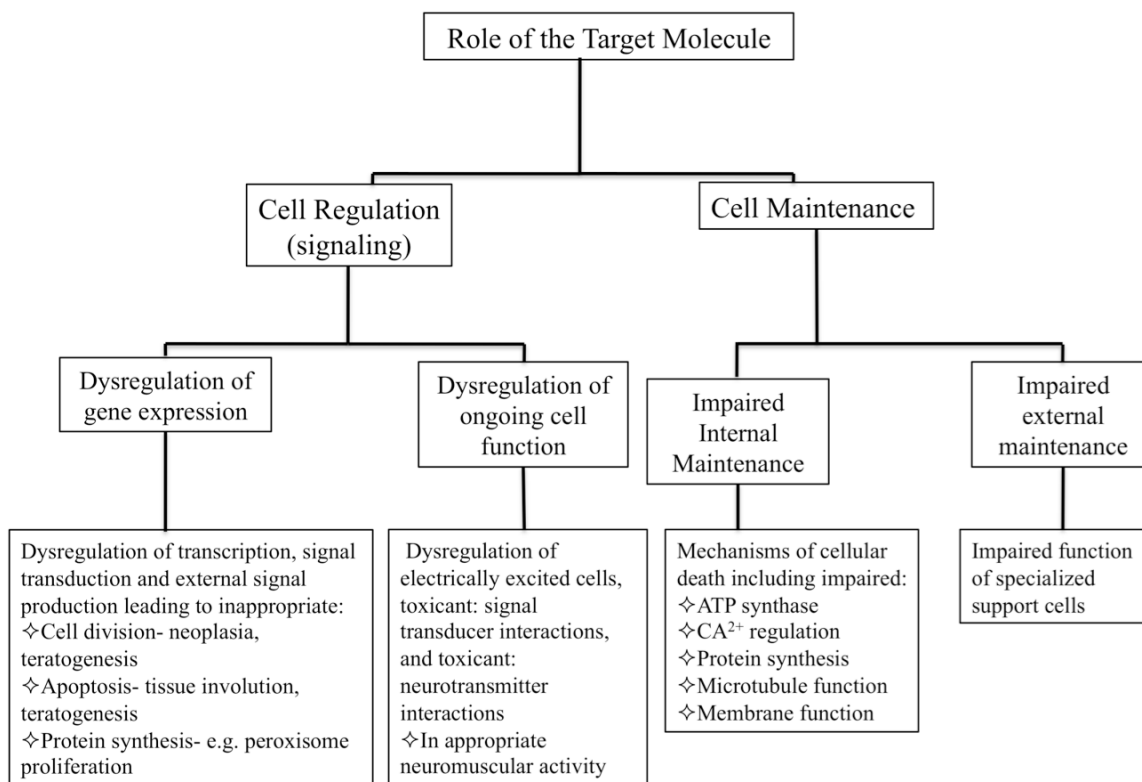 Role of the Target Molecule
Cell Regulation
(signaling)
Cell Maintenance
Dysregulation of
gene expression
Dysregulation of
ongoing cell
function
Impaired
Internal
Maintenance
Impaired
external
maintenance
Dysregulation of transcription, signal
transduction and external signal
production leading to inappropriate:
✧Cell division- neoplasia,
teratogenesis
✧Apoptosis- tissue involution,
teratogenesis
✧Protein synthesis- e.g. peroxisome
proliferation
Dysregulation of
electrically excited cells,
toxicant: signal
transducer interactions,
and toxicant:
neurotransmitter
interactions
✧In appropriate
neuromuscular activity
Mechanisms of cellular
death including impaired:
✧ATP synthase
✧CA²⁺ regulation
✧Protein synthesis
✧Microtubule function
✧Membrane function
Impaired function
of specialized
support cells